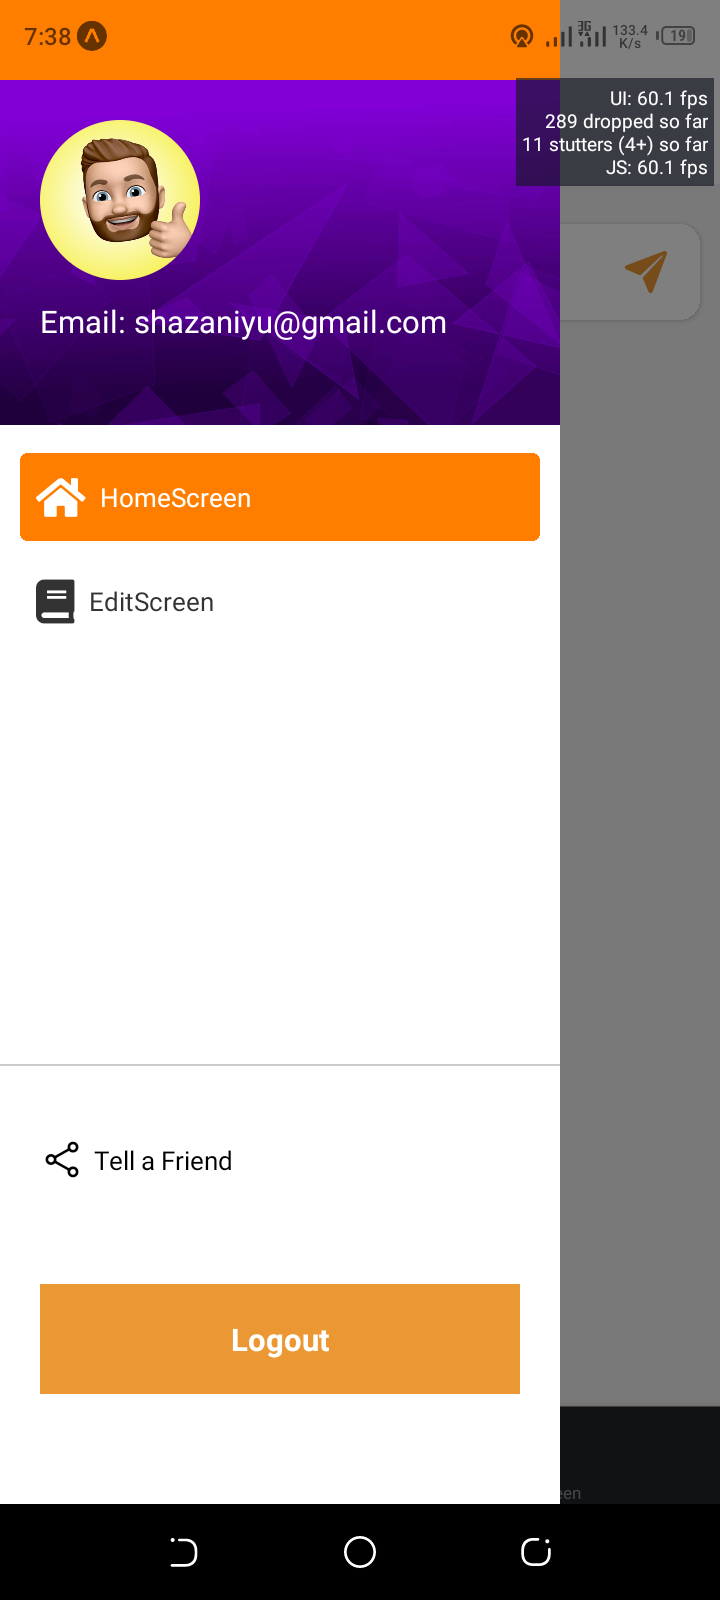 7:38
3G
133.4
K/s
19
UI: 60.1 fps
289 dropped so far
11 stutters (4+) so far
JS: 60.1 fps
Email: shazaniyu@gmail.com
HomeScreen
EditScreen
Tell a Friend
Logout
een